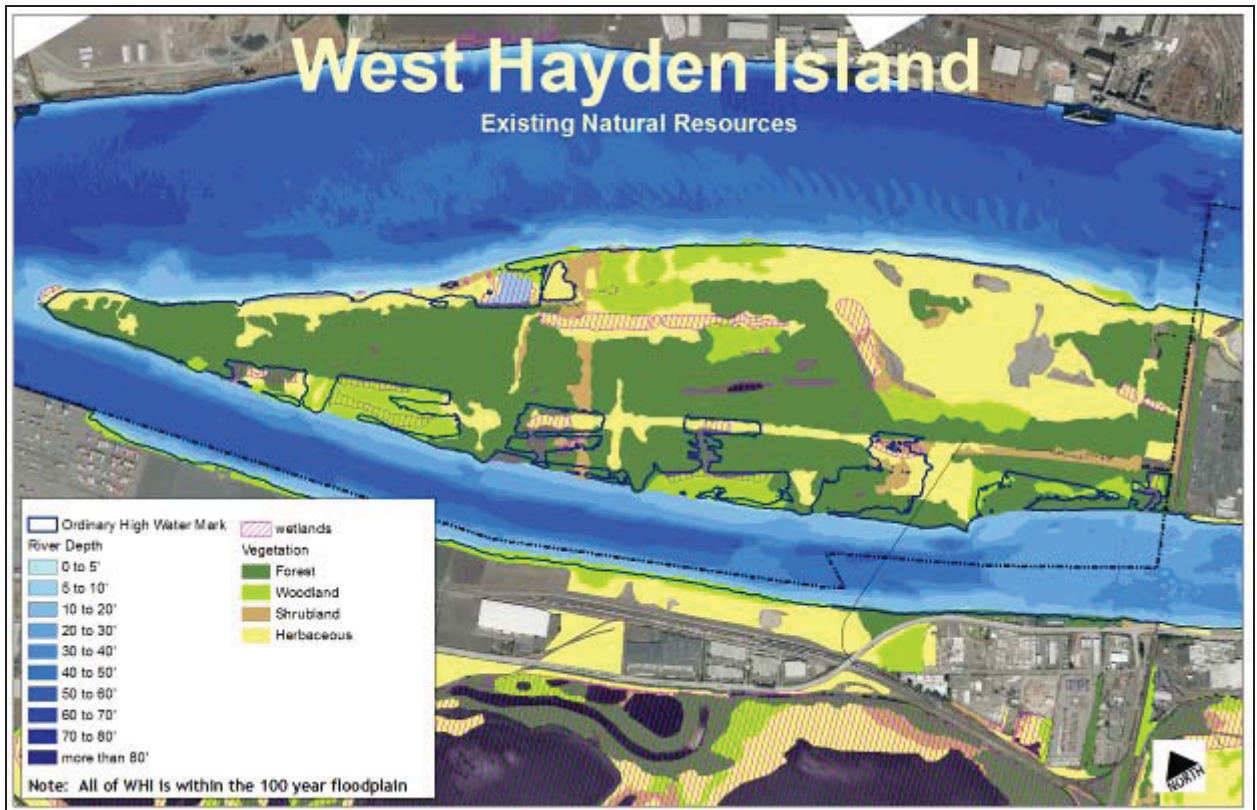 West Hayden Island
Existing Natural Resources
Ordinary High Water Mark
River Depth
0 to 5'
5 to 10'
10 to 20'
20 to 30'
30 to 40'
40 to 50'
50 to 60'
60 to 70'
70 to 80'
more than 80'
wetlands
Vegetation
Forest
Woodland
Shrubland
Herbaceous
Note: All of WHI is within the 100 year floodplain
NORTH